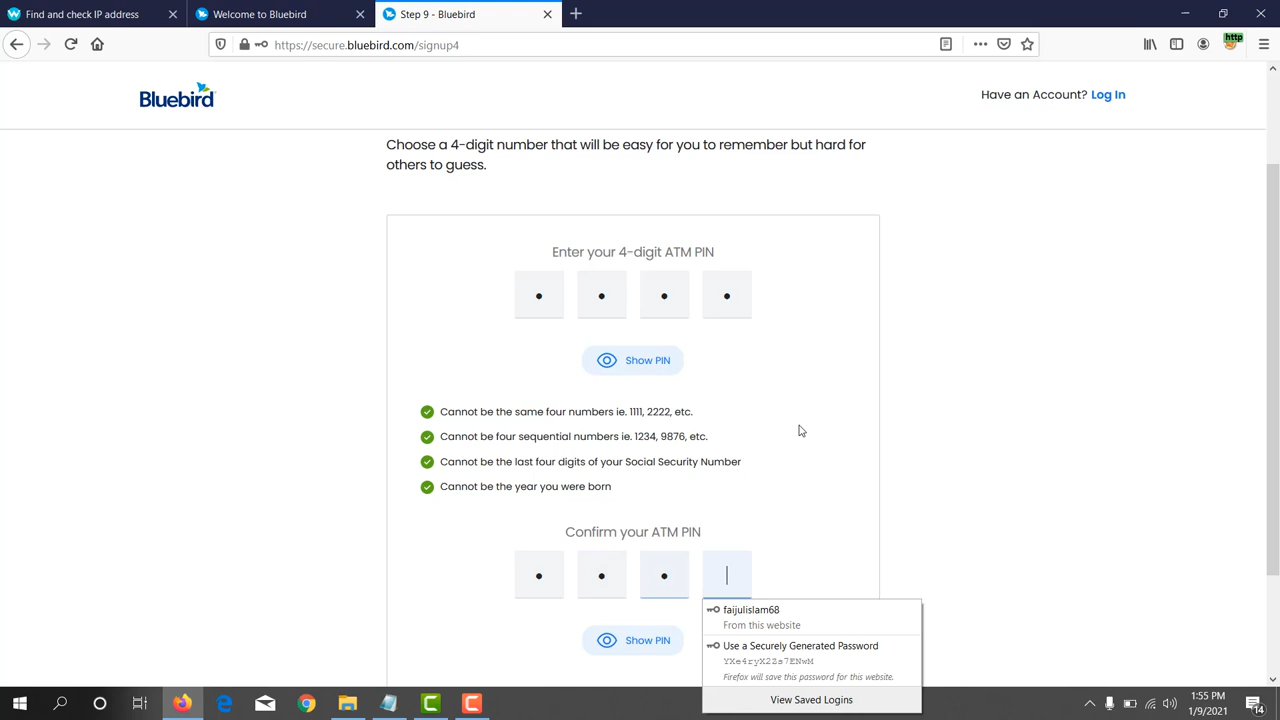 Find and check IP address
Welcome to Bluebird
Step 9 - Bluebird
https://secure.bluebird.com/signup4
http
Bluebird
Have an Account? Log In
Choose a 4-digit number that will be easy for you to remember but hard for
others to guess.
Enter your 4-digit ATM PIN
Show PIN
Cannot be the same four numbers ie. 1111, 2222, etc.
Cannot be four sequential numbers ie. 1234, 9876, etc.
Cannot be the last four digits of your Social Security Number
Cannot be the year you were born
Confirm your ATM PIN
Show PIN
faijulislam68
From this website
Use a Securely Generated Password
YXe4ryX2Zs7ENwM
Firefox will save this password for this website.
View Saved Logins
1:55 PM
1/9/2021
14